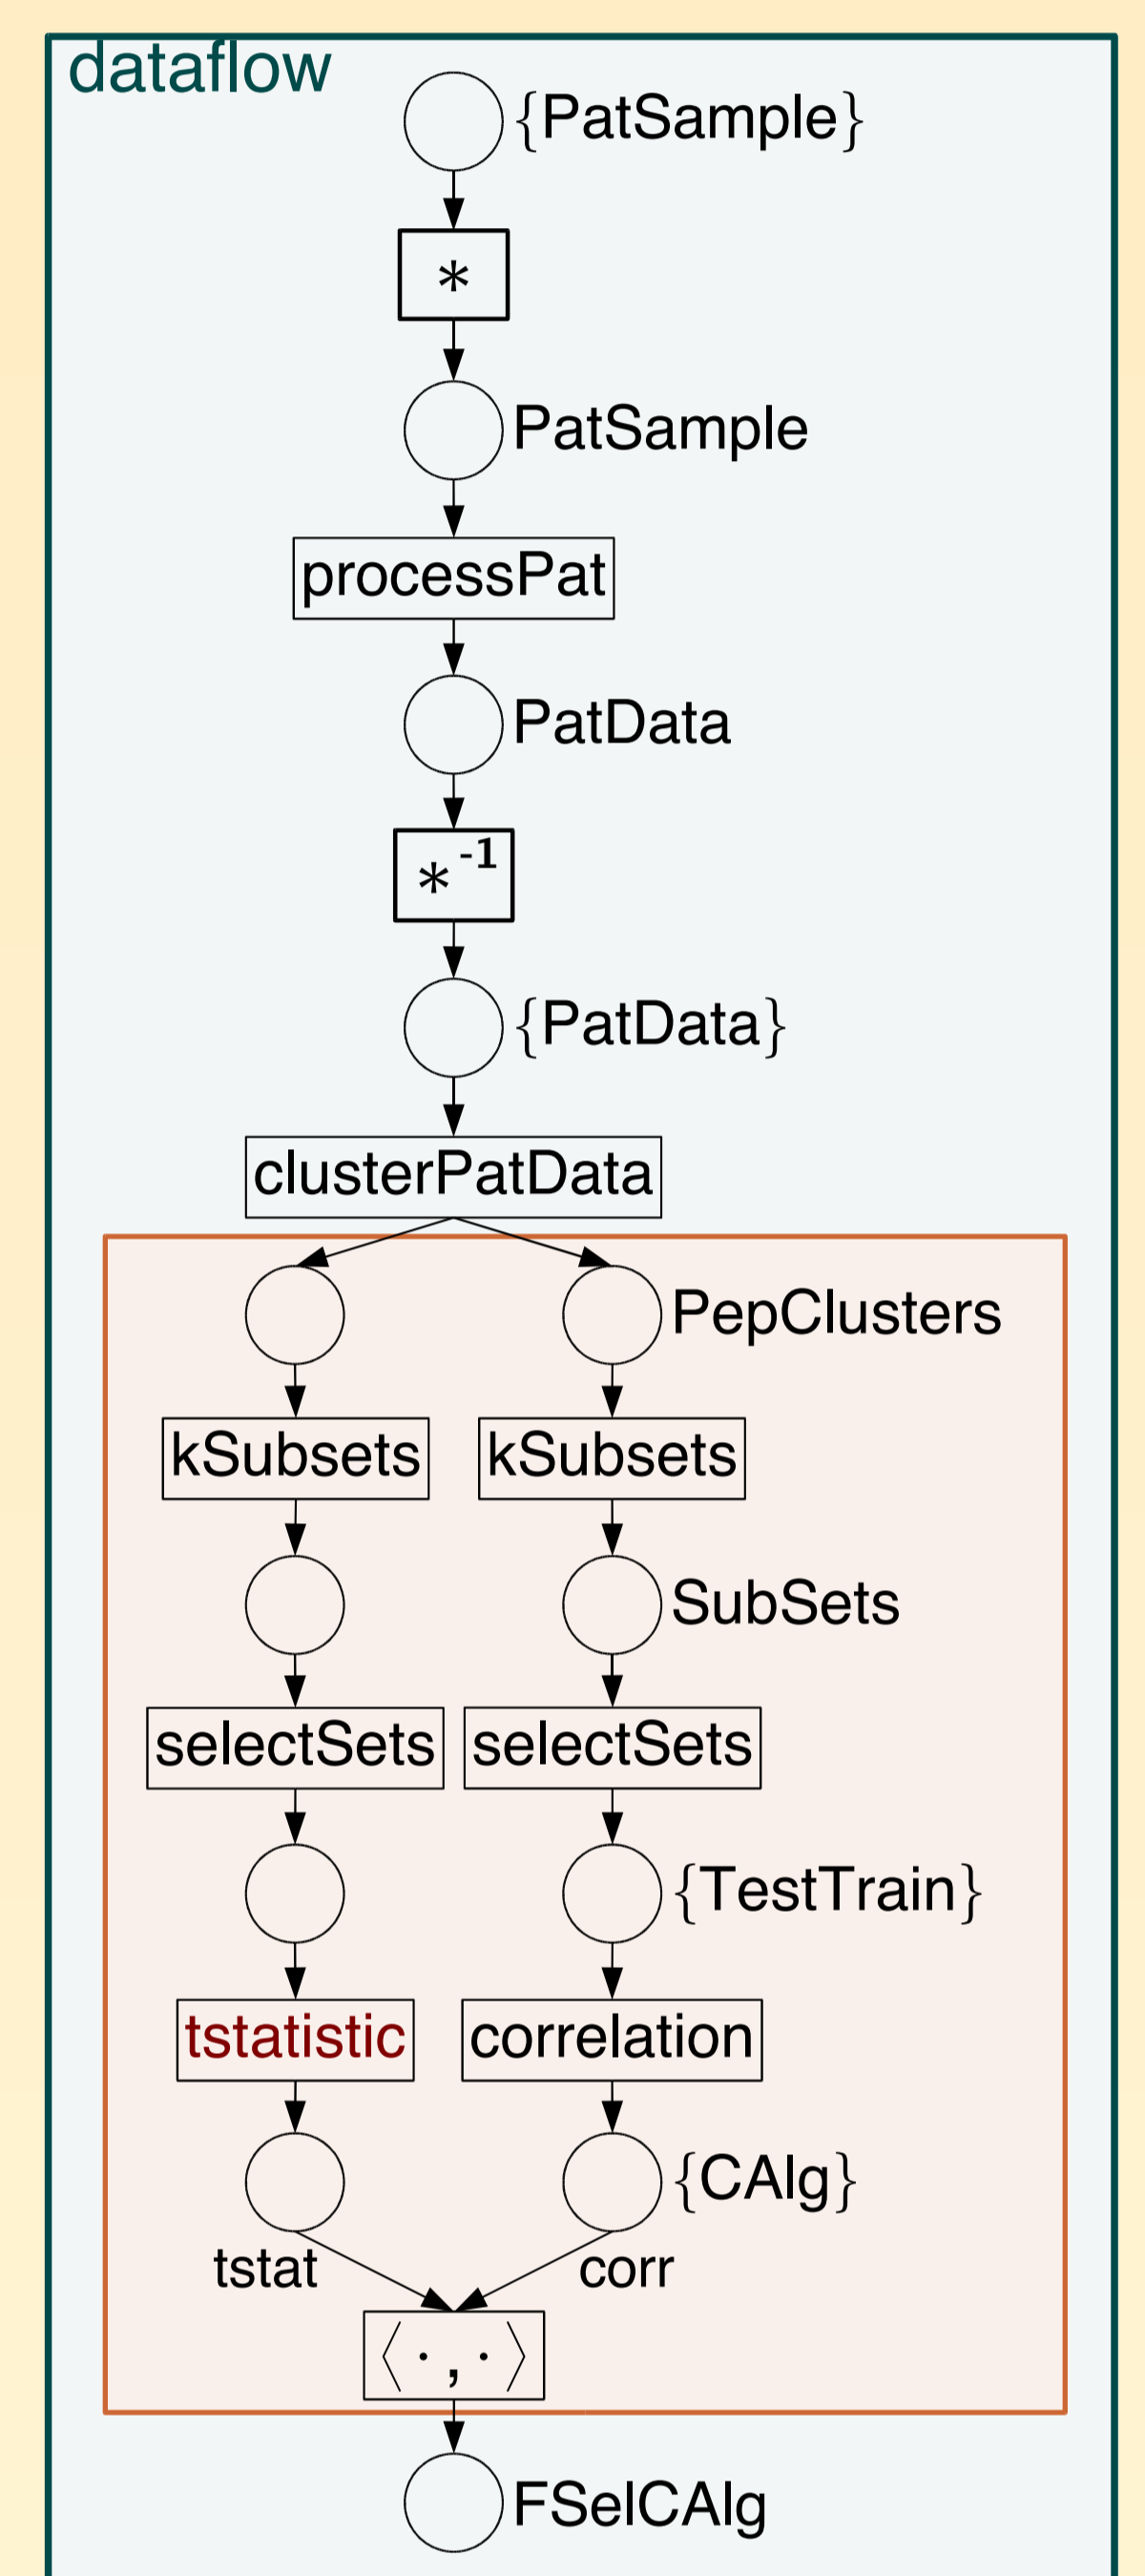 dataflow
{PatSample}
*
PatSample
processPat
PatData
*-1
{PatData}
clusterPatData
PepClusters
kSubsets kSubsets
SubSets
selectSets selectSets
{TestTrain}
tstatistic correlation
{CAlg}
tstat corr
⟨·,·⟩
FSelCAlg